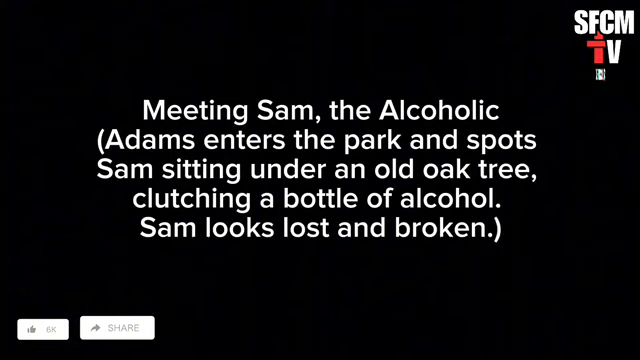 SFCM
TV
Meeting Sam, the Alcoholic
(Adams enters the park and spots
Sam sitting under an old oak tree,
clutching a bottle of alcohol.
Sam looks lost and broken.)
6K
SHARE